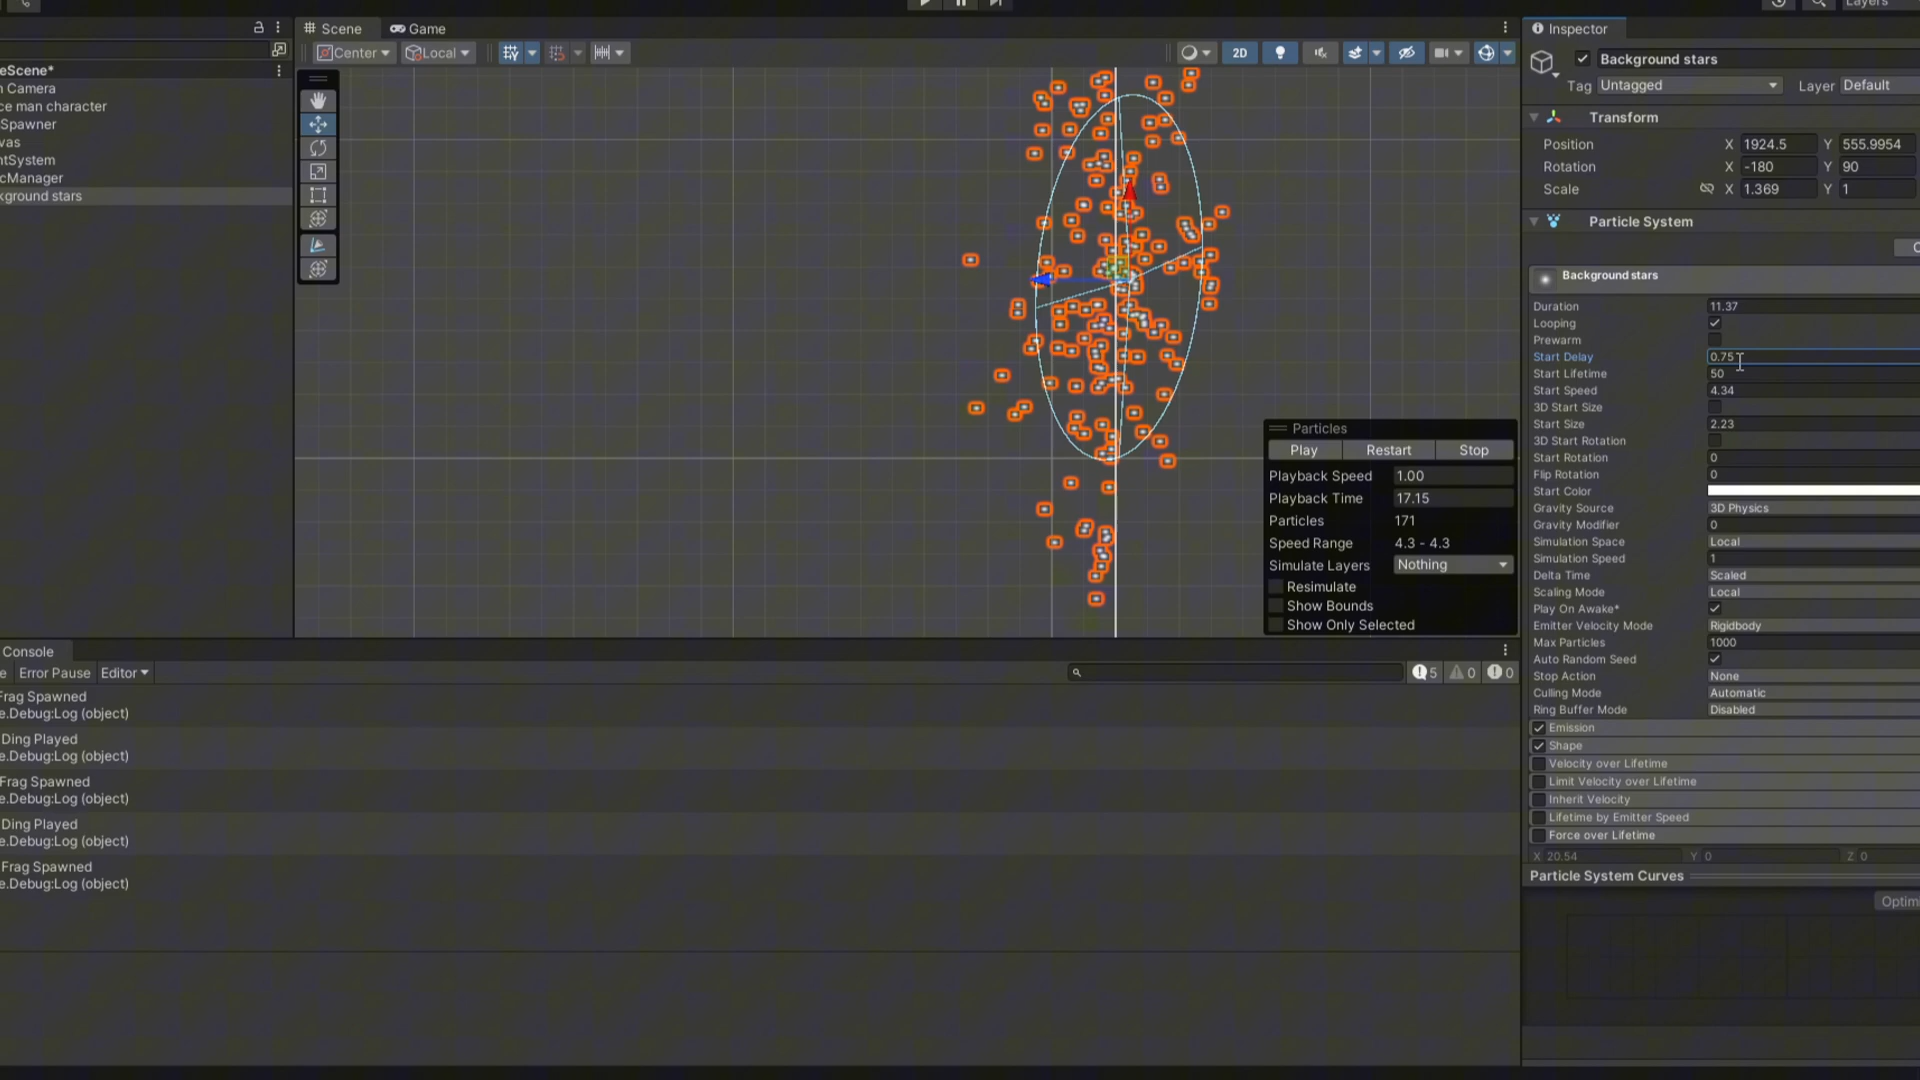 Layers
Scene
Game
Inspector
Center
Local
2D
Background stars
Tag Untagged
Layer Default
eScene*
n Camera
ce man character
Spawner
vas
ntSystem
cManager
kground stars
Transform
Position X 1924.5 Y 555.9954
Rotation X -180 Y 90
Scale X 1.369 Y 1
Particle System
Background stars
Duration 11.37
Looping
Prewarm
Start Delay 0.75
Start Lifetime 50
Start Speed 4.34
3D Start Size
Start Size 2.23
3D Start Rotation
Start Rotation 0
Flip Rotation 0
Start Color
Gravity Source 3D Physics
Gravity Modifier 0
Simulation Space Local
Simulation Speed 1
Delta Time Scaled
Scaling Mode Local
Play On Awake*
Emitter Velocity Mode Rigidbody
Max Particles 1000
Auto Random Seed
Stop Action None
Culling Mode Automatic
Ring Buffer Mode Disabled
Emission
Shape
Velocity over Lifetime
Limit Velocity over Lifetime
Inherit Velocity
Lifetime by Emitter Speed
Force over Lifetime
X 20.54 Y 0 Z 0
Particle System Curves
Optim
Particles
Play Restart Stop
Playback Speed 1.00
Playback Time 17.15
Particles 171
Speed Range 4.3 - 4.3
Simulate Layers Nothing
Resimulate
Show Bounds
Show Only Selected
Console
e Error Pause Editor
5 0 0
Frag Spawned
e.Debug:Log (object)
Ding Played
e.Debug:Log (object)
Frag Spawned
e.Debug:Log (object)
Ding Played
e.Debug:Log (object)
Frag Spawned
e.Debug:Log (object)